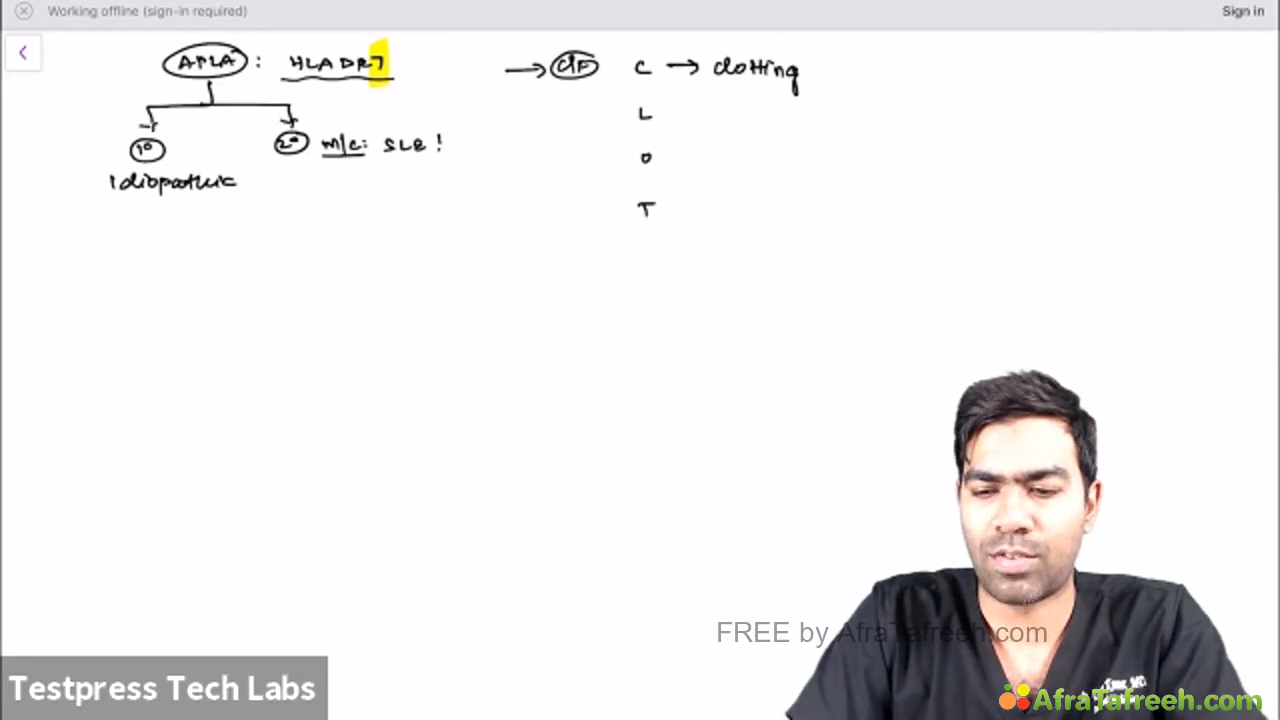 Working offline (sign-in required)
Sign in
APLA : HLA DR7
1° 2° M/C: SLE !
Idiopathic
→ C/F C → clotting
L
O
T
FREE by AfraTafreeh.com
Testpress Tech Labs
AfraTafreeh.com